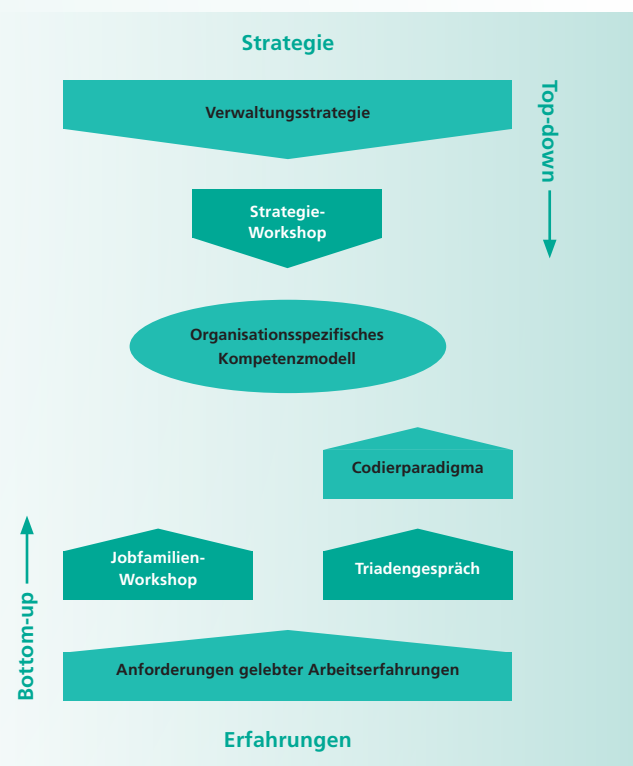 Strategie
Verwaltungsstrategie
Top-down
Strategie-
Workshop
Organisationsspezifisches
Kompetenzmodell
Codierparadigma
Jobfamilien-
Workshop
Triadengespräch
Bottom-up
Anforderungen gelebter Arbeitserfahrungen
Erfahrungen